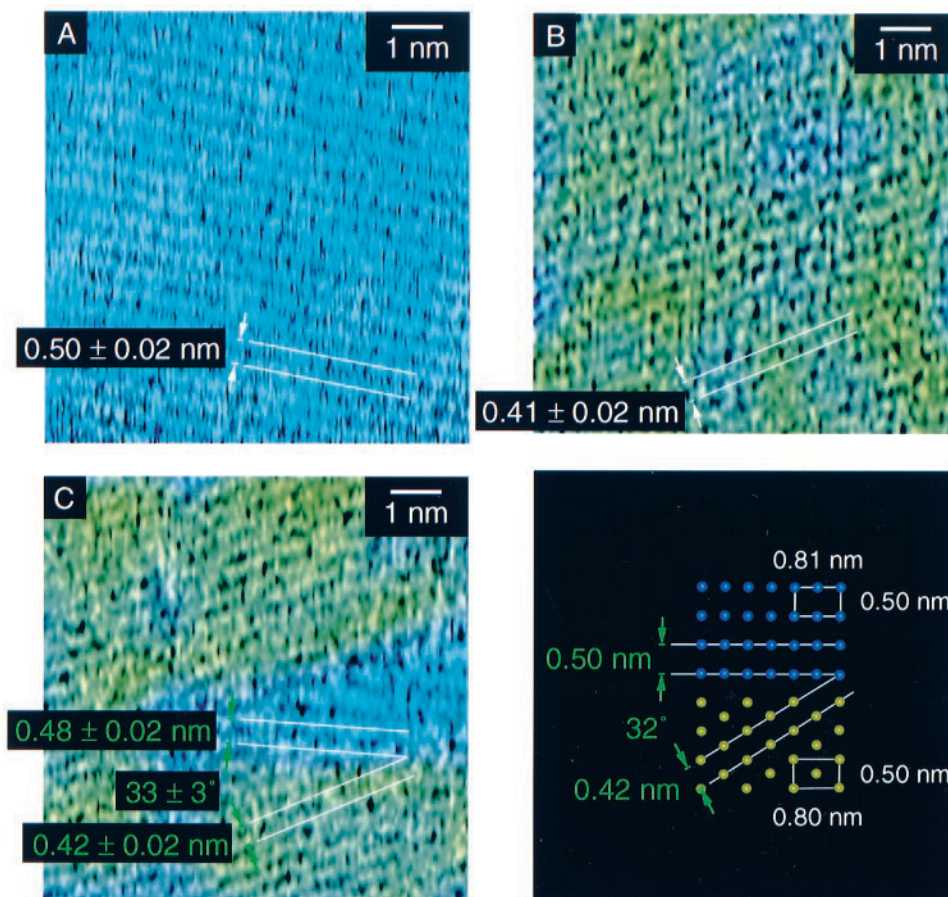 A
1 nm
0.50 ± 0.02 nm
B
1 nm
0.41 ± 0.02 nm
C
1 nm
0.48 ± 0.02 nm
33 ± 3°
0.42 ± 0.02 nm
0.81 nm
0.50 nm
0.50 nm
32°
0.42 nm
0.50 nm
0.80 nm